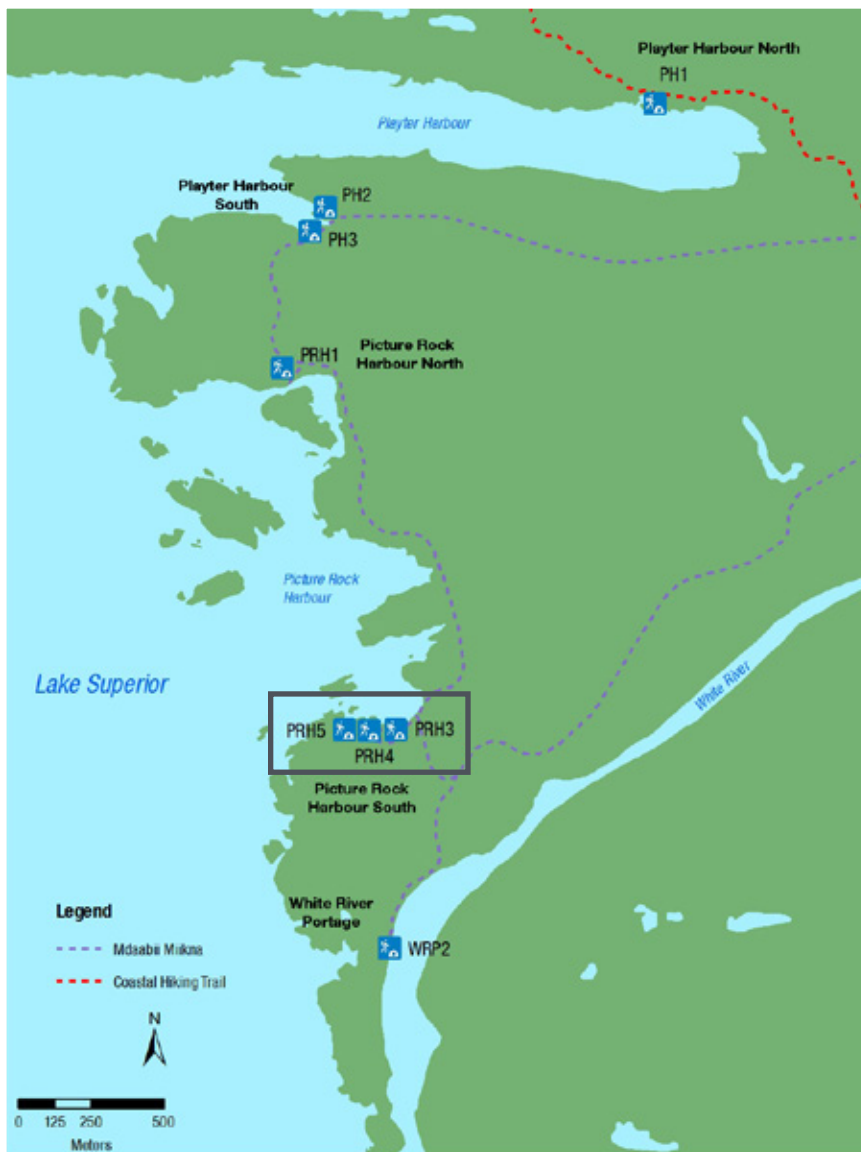 Playter Harbour North
PH1
Playter Harbour
Playter Harbour
South
PH2
PH3
PRH1
Picture Rock
Harbour North
Picture Rock
Harbour
Lake Superior
White River
PRH5
PRH3
PRH4
Picture Rock
Harbour South
White River
Portage
WRP2
Legend
Mdaabii Miikna
Coastal Hiking Trail
N
0 125 250 500
Meters